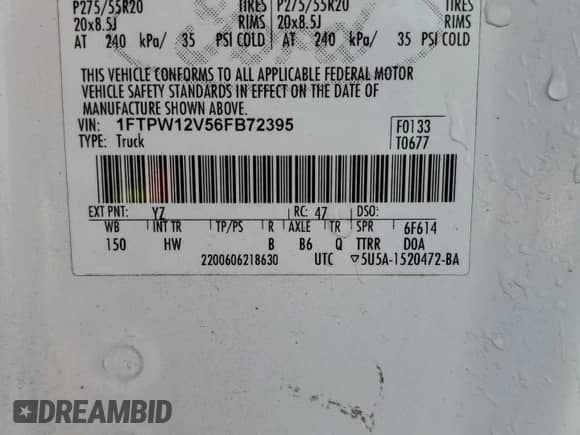 P275/55R20 TIRES P275/55R20 TIRES
20x8.5J RIMS 20x8.5J RIMS
AT 240 kPa/ 35 PSI COLD AT 240 kPa/ 35 PSI COLD
THIS VEHICLE CONFORMS TO ALL APPLICABLE FEDERAL MOTOR
VEHICLE SAFETY STANDARDS IN EFFECT ON THE DATE OF
MANUFACTURE SHOWN ABOVE.
VIN: 1FTPW12V56FB72395 F0133
TYPE: Truck T0677
EXT PNT: YZ RC: 47 DSO:
WB INT TR TP/PS R AXLE TR SPR 6F614
150 HW B B6 Q TTRR DOA
2200606218630 UTC ▽5U5A-1520472-BA
DREAMBID